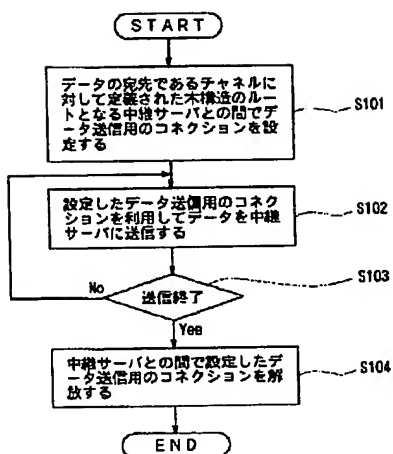 START
データの宛先であるチャネルに
対して定義された木構造のルー
トとなる中継サーバとの間でデ
ータ送信用のコネクションを設
定する
S101
設定したデータ送信用のコネク
ションを利用してデータを中継
サーバに送信する
S102
送信終了
S103
No
Yes
中継サーバとの間で設定したデ
ータ送信用のコネクションを解
放する
S104
END